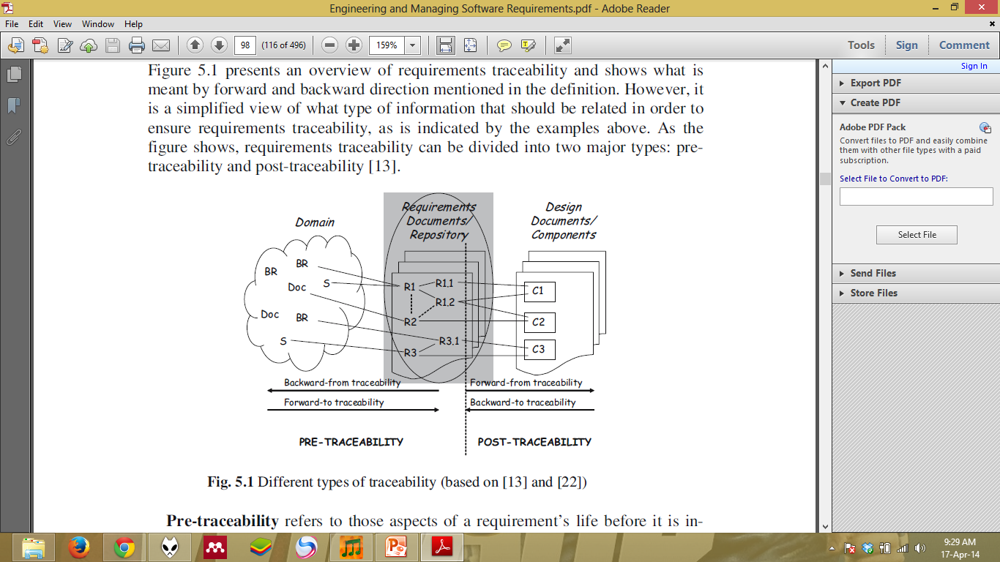 Engineering and Managing Software Requirements.pdf - Adobe Reader
File Edit View Window Help
98 (116 of 496) 159% Tools Sign Comment
Figure 5.1 presents an overview of requirements traceability and shows what is
meant by forward and backward direction mentioned in the definition. However, it
is a simplified view of what type of information that should be related in order to
ensure requirements traceability, as is indicated by the examples above. As the
figure shows, requirements traceability can be divided into two major types: pre-
traceability and post-traceability [13].
Domain
Requirements
Documents/
Repository
Design
Documents/
Components
BR
BR
Doc
S
Doc
BR
S
R1
R1.1
R1.2
R2
R3.1
R3
C1
C2
C3
Backward-from traceability
Forward-to traceability
Forward-from traceability
Backward-to traceability
PRE-TRACEABILITY
POST-TRACEABILITY
Fig. 5.1 Different types of traceability (based on [13] and [22])
Pre-traceability refers to those aspects of a requirement's life before it is in-
Sign In
Export PDF
Create PDF
Adobe PDF Pack
Convert files to PDF and easily combine
them with other file types with a paid
subscription.
Select File to Convert to PDF:
Select File
Send Files
Store Files
9:29 AM
17-Apr-14